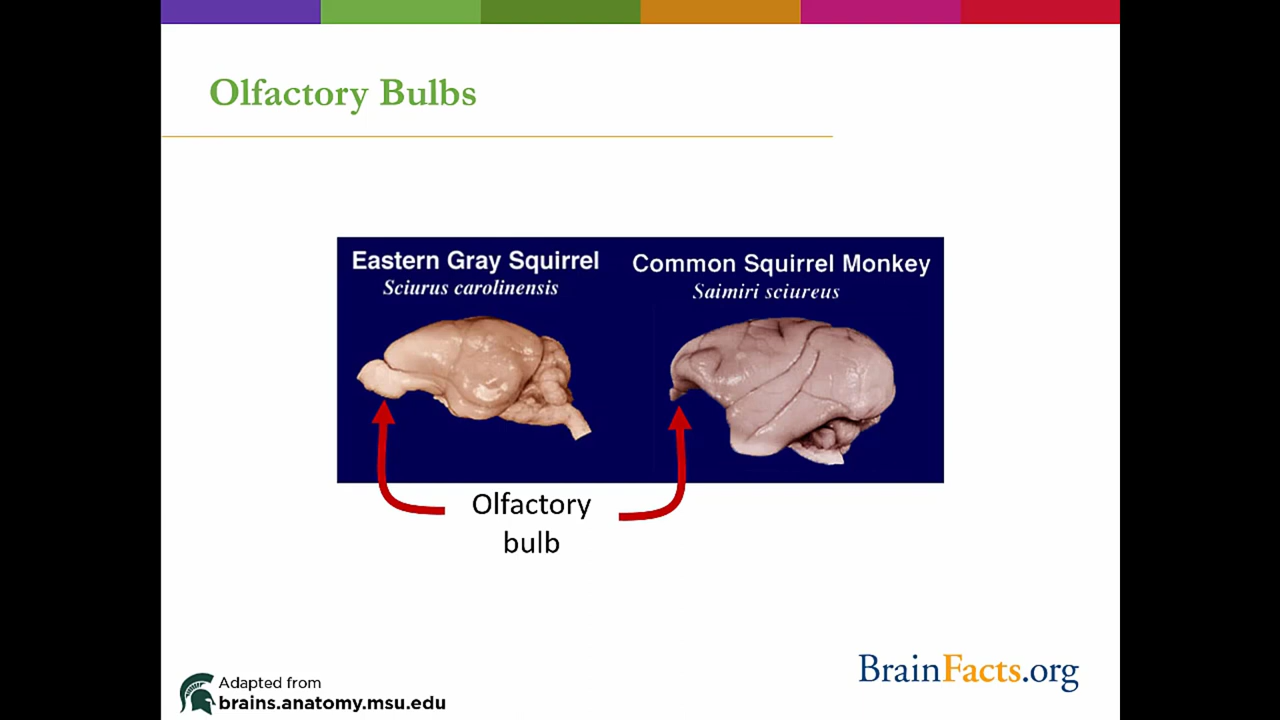 Olfactory Bulbs
Eastern Gray Squirrel
Sciurus carolinensis
Common Squirrel Monkey
Saimiri sciureus
Olfactory
bulb
Adapted from
brains.anatomy.msu.edu
BrainFacts.org